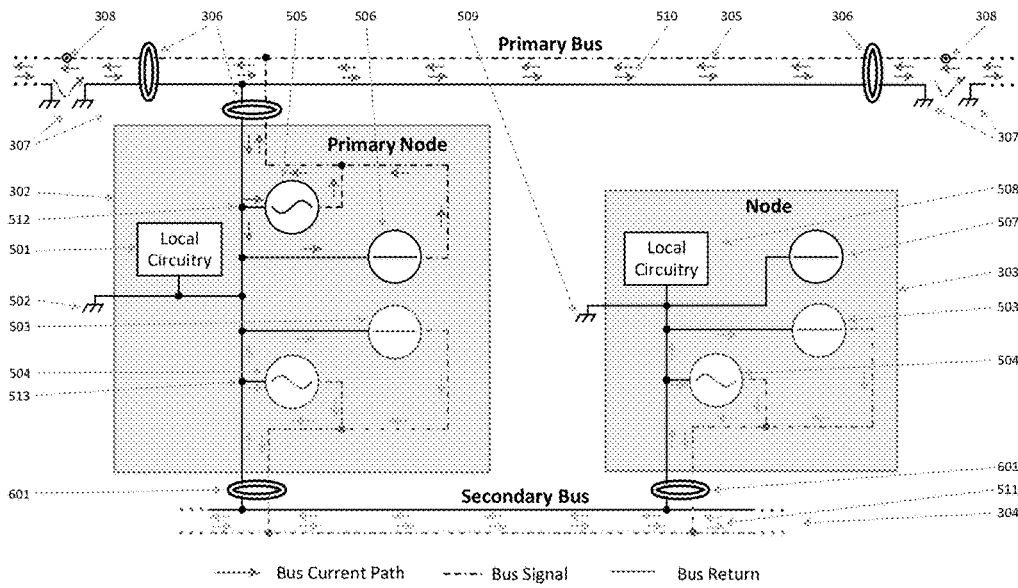 308 306 505 506 509 510 305 306 308
Primary Bus
307
307
Primary Node
302
512
501
Local
Circuitry
502
503
504
513
Node
508
Local
Circuitry
507
303
503
504
601
Secondary Bus
601
511
304
Bus Current Path Bus Signal Bus Return